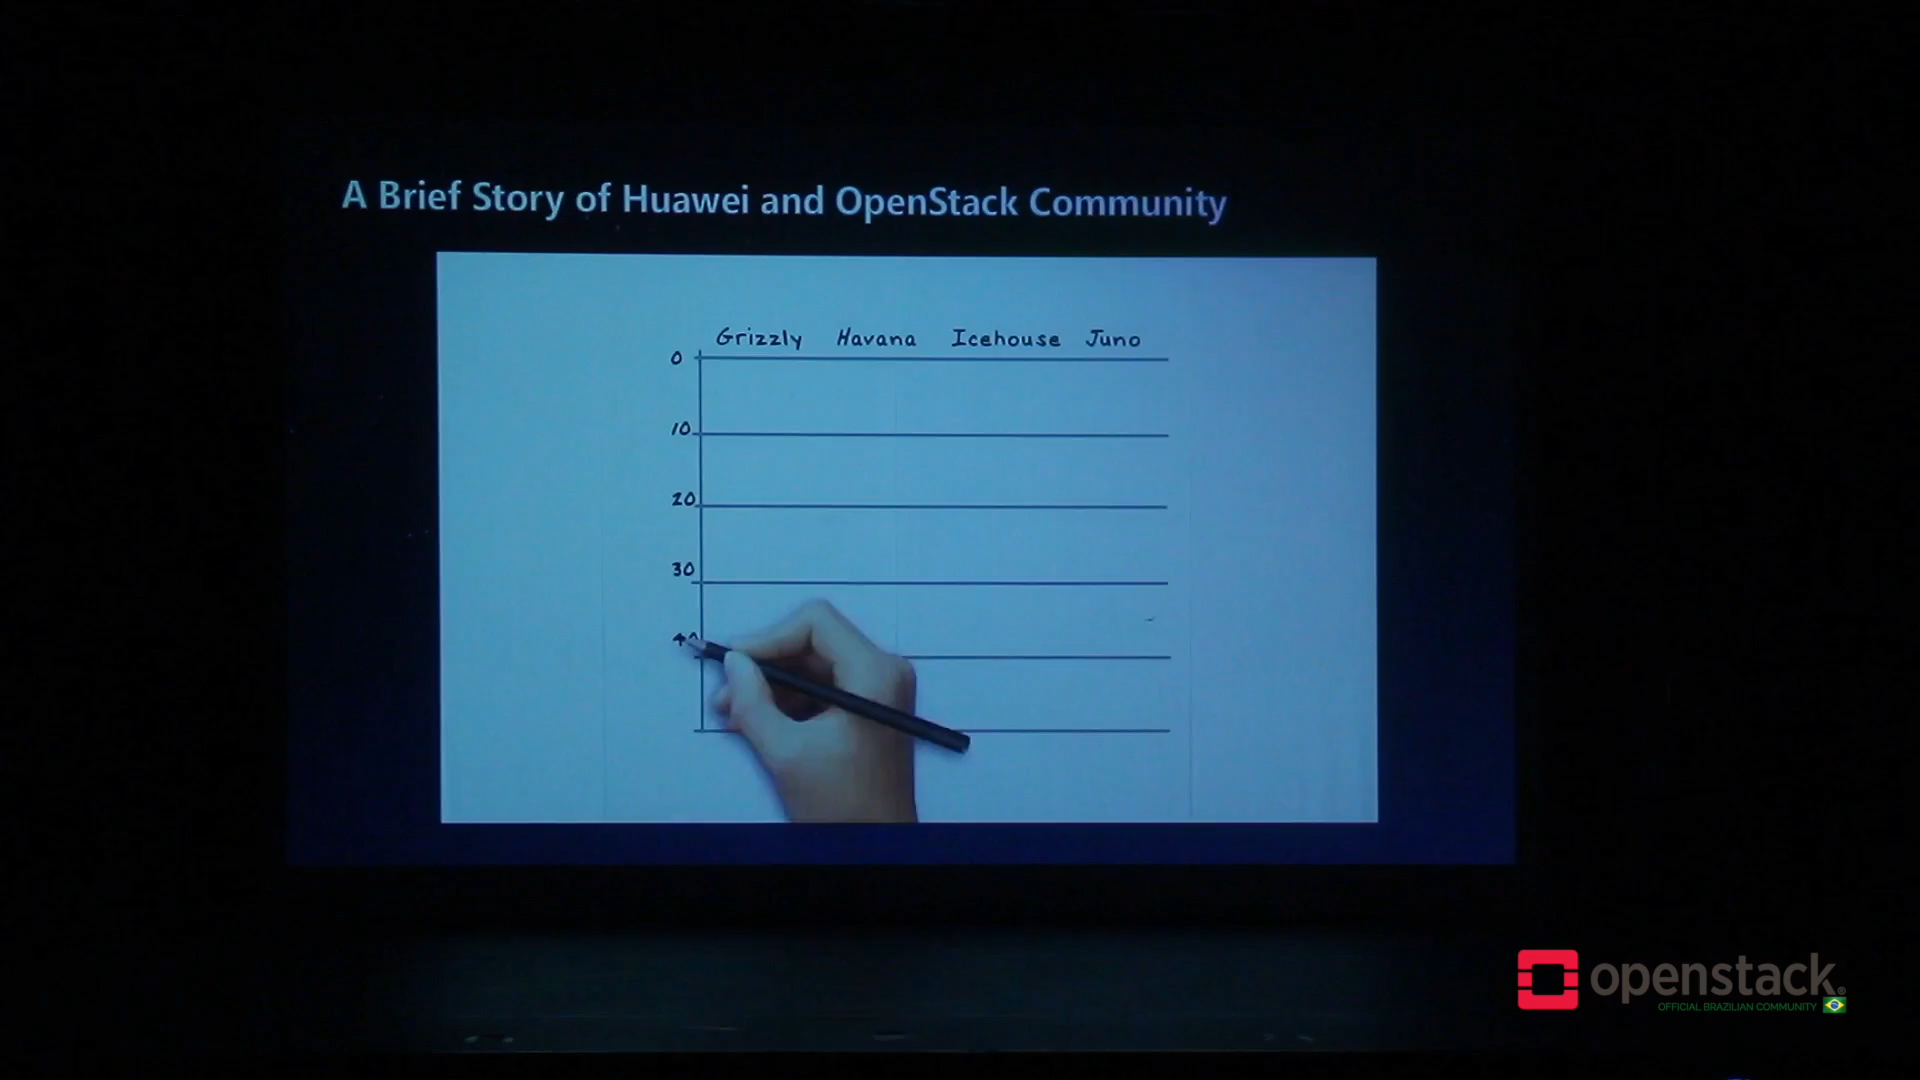 A Brief Story of Huawei and OpenStack Community
Grizzly Havana Icehouse Juno
0
10
20
30
40
openstack®
OFFICIAL BRAZILIAN COMMUNITY